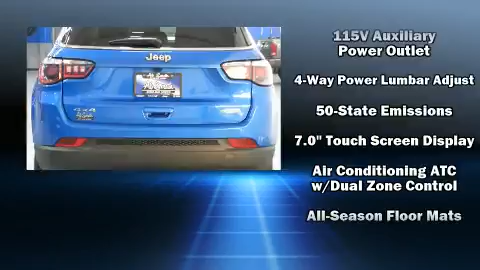 115V Auxiliary
Power Outlet
4-Way Power Lumbar Adjust
50-State Emissions
7.0" Touch Screen Display
Air Conditioning ATC
w/Dual Zone Control
All-Season Floor Mats
Jeep
4x4